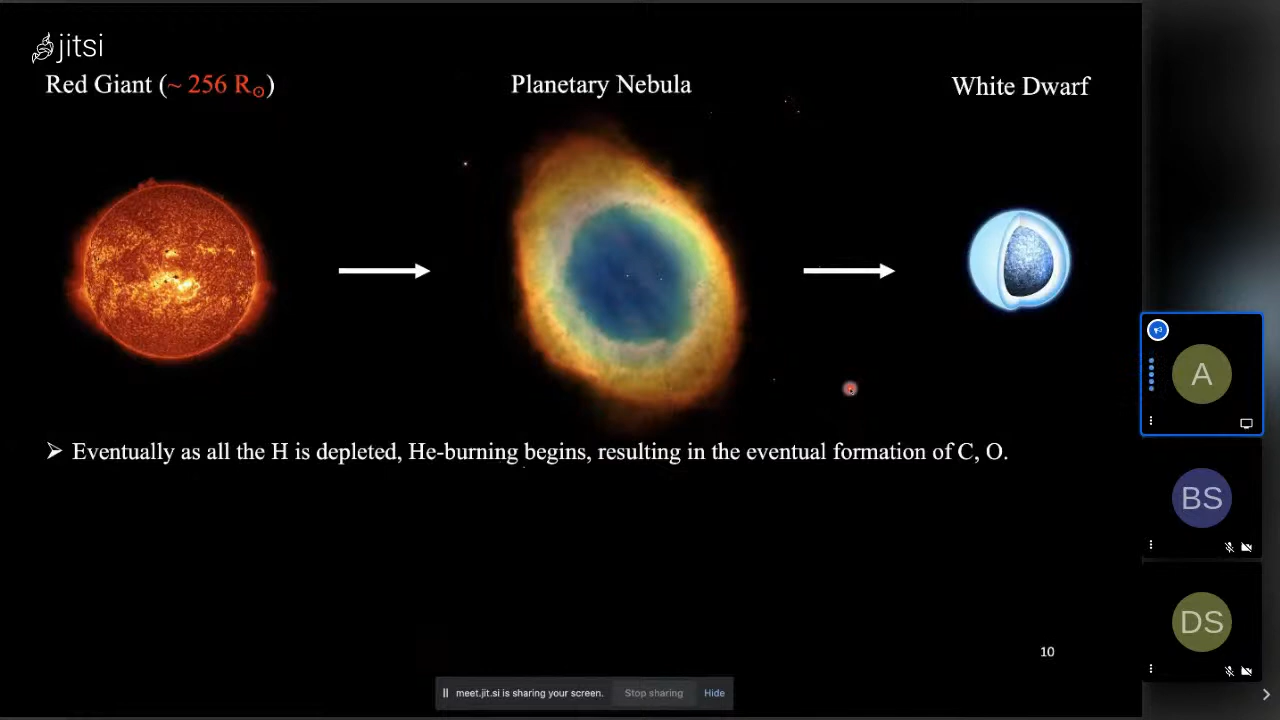 jitsi
Red Giant (~ 256 R☉)
Planetary Nebula
White Dwarf
➢ Eventually as all the H is depleted, He-burning begins, resulting in the eventual formation of C, O.
10
A
BS
DS
meet.jit.si is sharing your screen.
Stop sharing
Hide